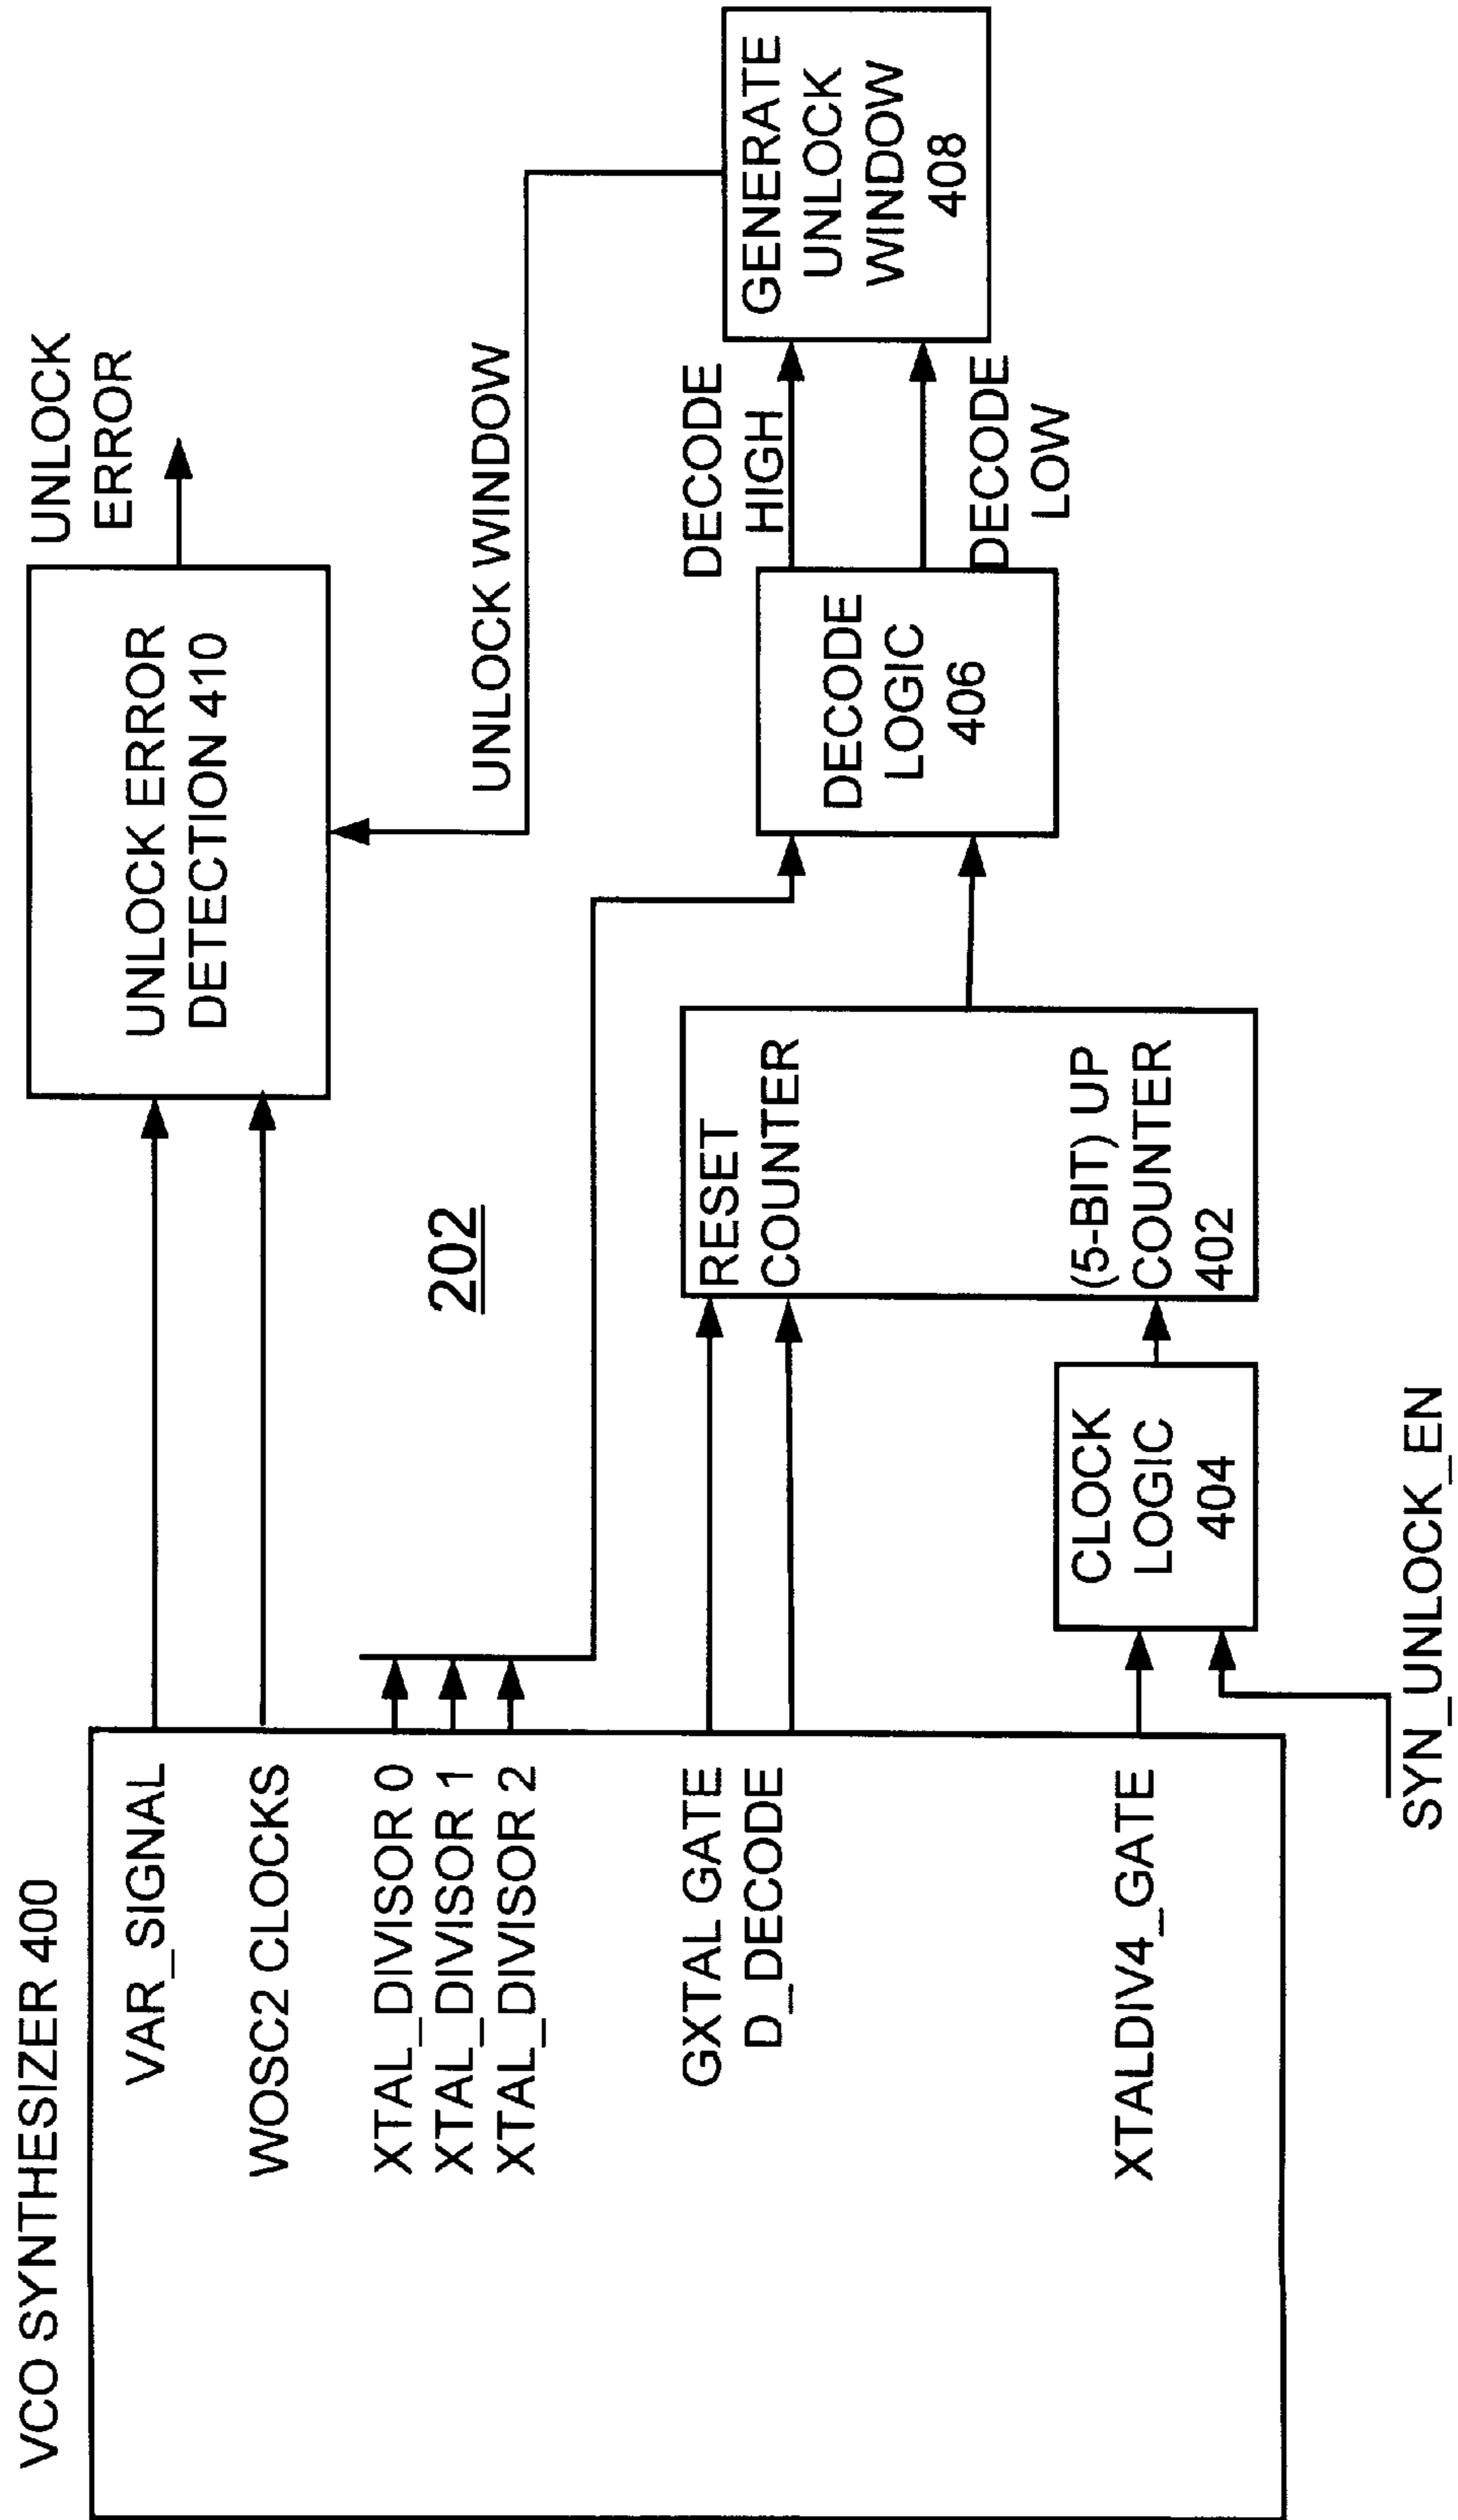 VCO SYNTHESIZER 400
VAR_SIGNAL
WOSC2 CLOCKS
XTAL_DIVISOR 0
XTAL_DIVISOR 1
XTAL_DIVISOR 2
GXTAL GATE
D_DECODE
XTALDIV4_GATE
SYN_UNLOCK_EN
CLOCK
LOGIC
404
202
RESET
COUNTER
(5-BIT) UP
COUNTER
402
UNLOCK ERROR
DETECTION 410
UNLOCK
ERROR
UNLOCK WINDOW
DECODE
LOGIC
406
DECODE
HIGH
DECODE
LOW
GENERATE
UNLOCK
WINDOW
408